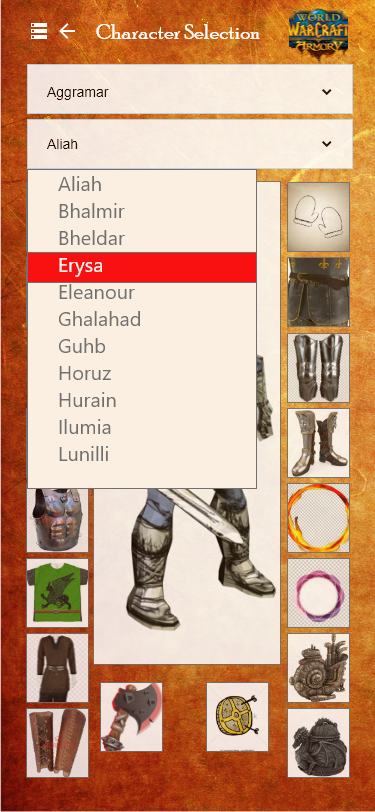 Character Selection
WORLD
OF
WARCRAFT
ARMORY
Aggramar
Aliah
Aliah
Bhalmir
Bheldar
Erysa
Eleanour
Ghalahad
Guhb
Horuz
Hurain
Ilumia
Lunilli